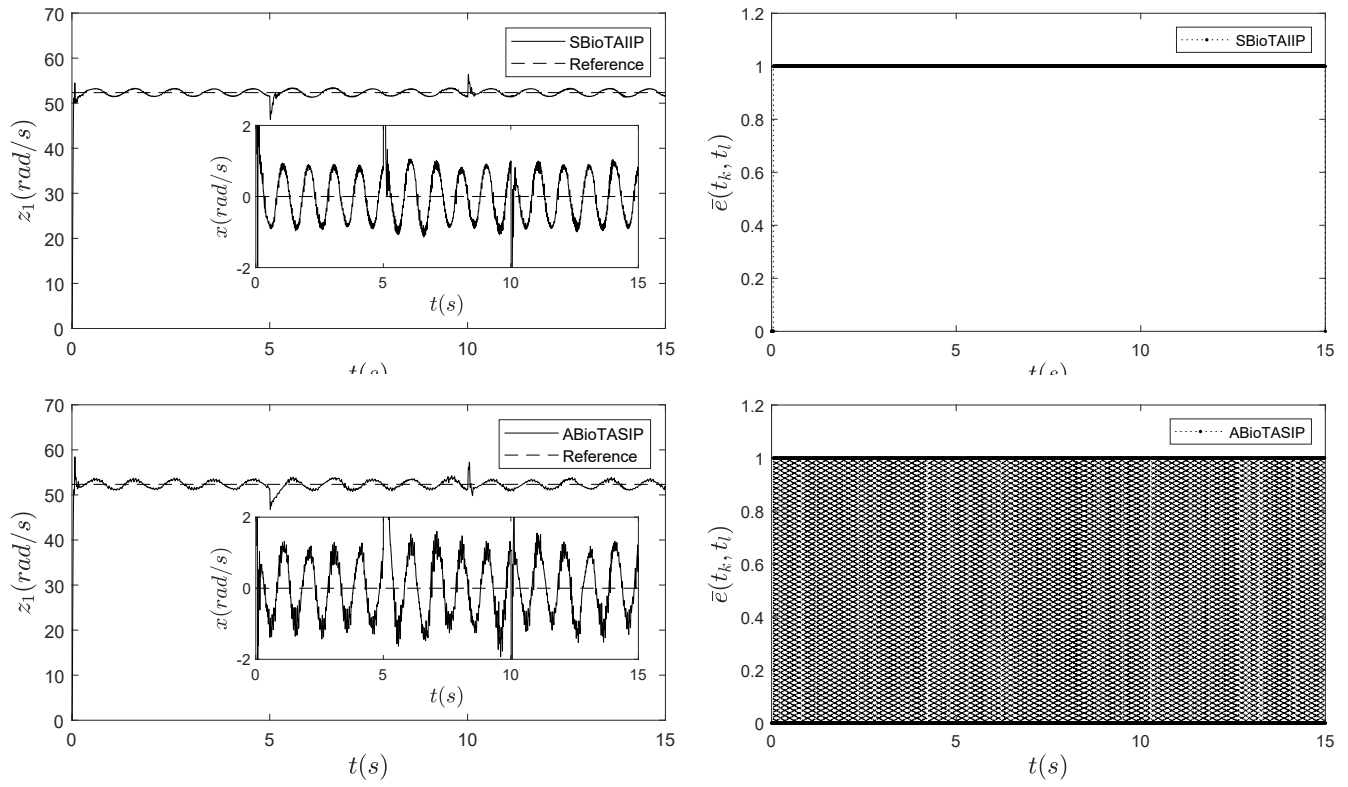 70
60
50
40
30
20
10
0
z₁(rad/s)
SBioTAIIP
Reference
2
0
-2
x(rad/s)
0 5 10 15
t(s)
0 5 10 15
t(s)
1.2
1
0.8
0.6
0.4
0.2
0
ē(tₖ, tₗ)
SBioTAIIP
0 5 10 15
t(s)
70
60
50
40
30
20
10
0
z₁(rad/s)
ABioTASIP
Reference
2
0
-2
x(rad/s)
0 5 10 15
t(s)
0 5 10 15
t(s)
1.2
1
0.8
0.6
0.4
0.2
0
ē(tₖ, tₗ)
ABioTASIP
0 5 10 15
t(s)